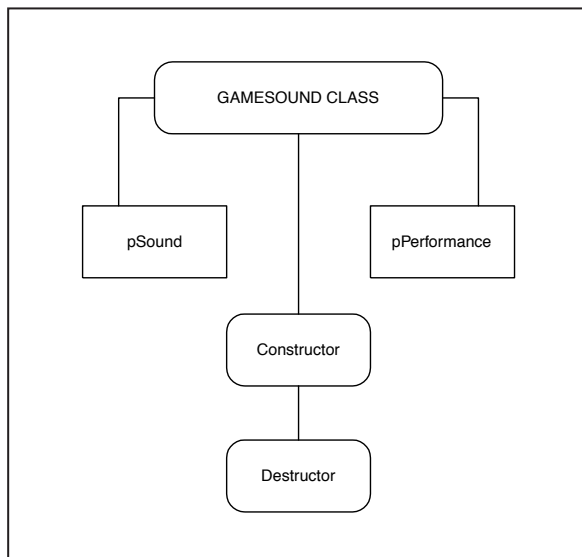 GAMESOUND CLASS
pSound
pPerformance
Constructor
Destructor